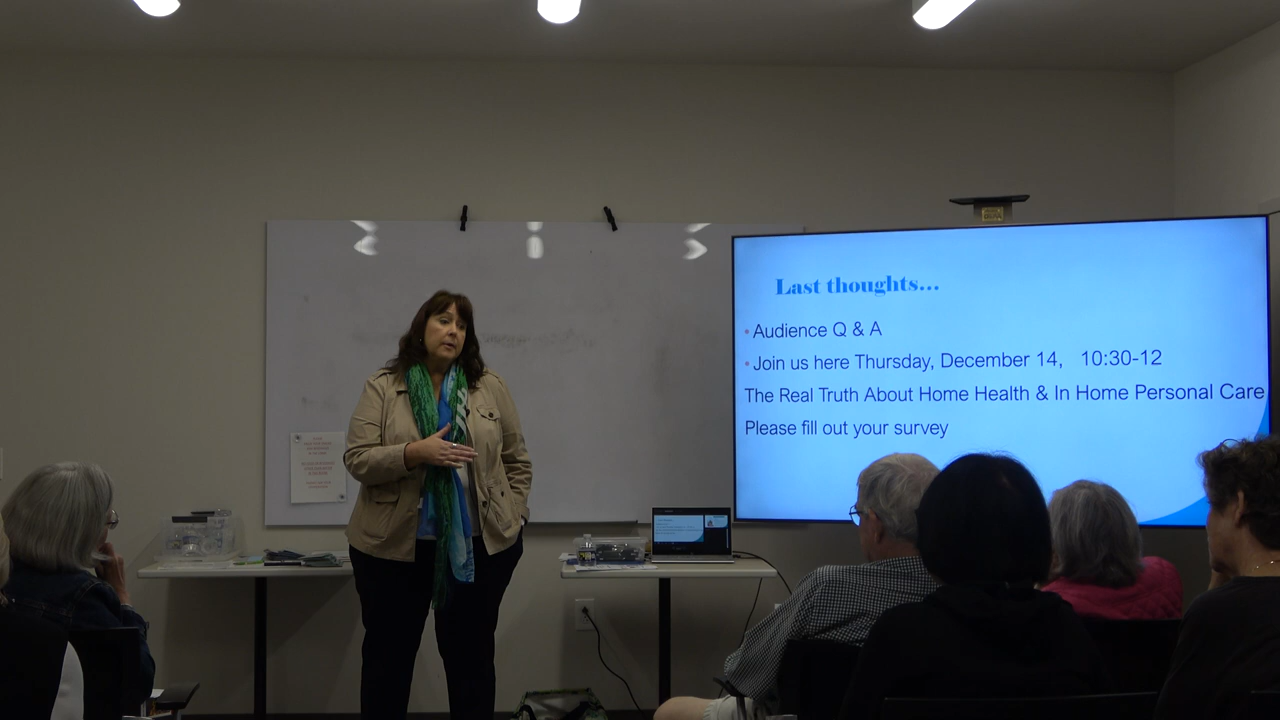 Last thoughts...
• Audience Q & A
• Join us here Thursday, December 14, 10:30-12
The Real Truth About Home Health & In Home Personal Care
Please fill out your survey